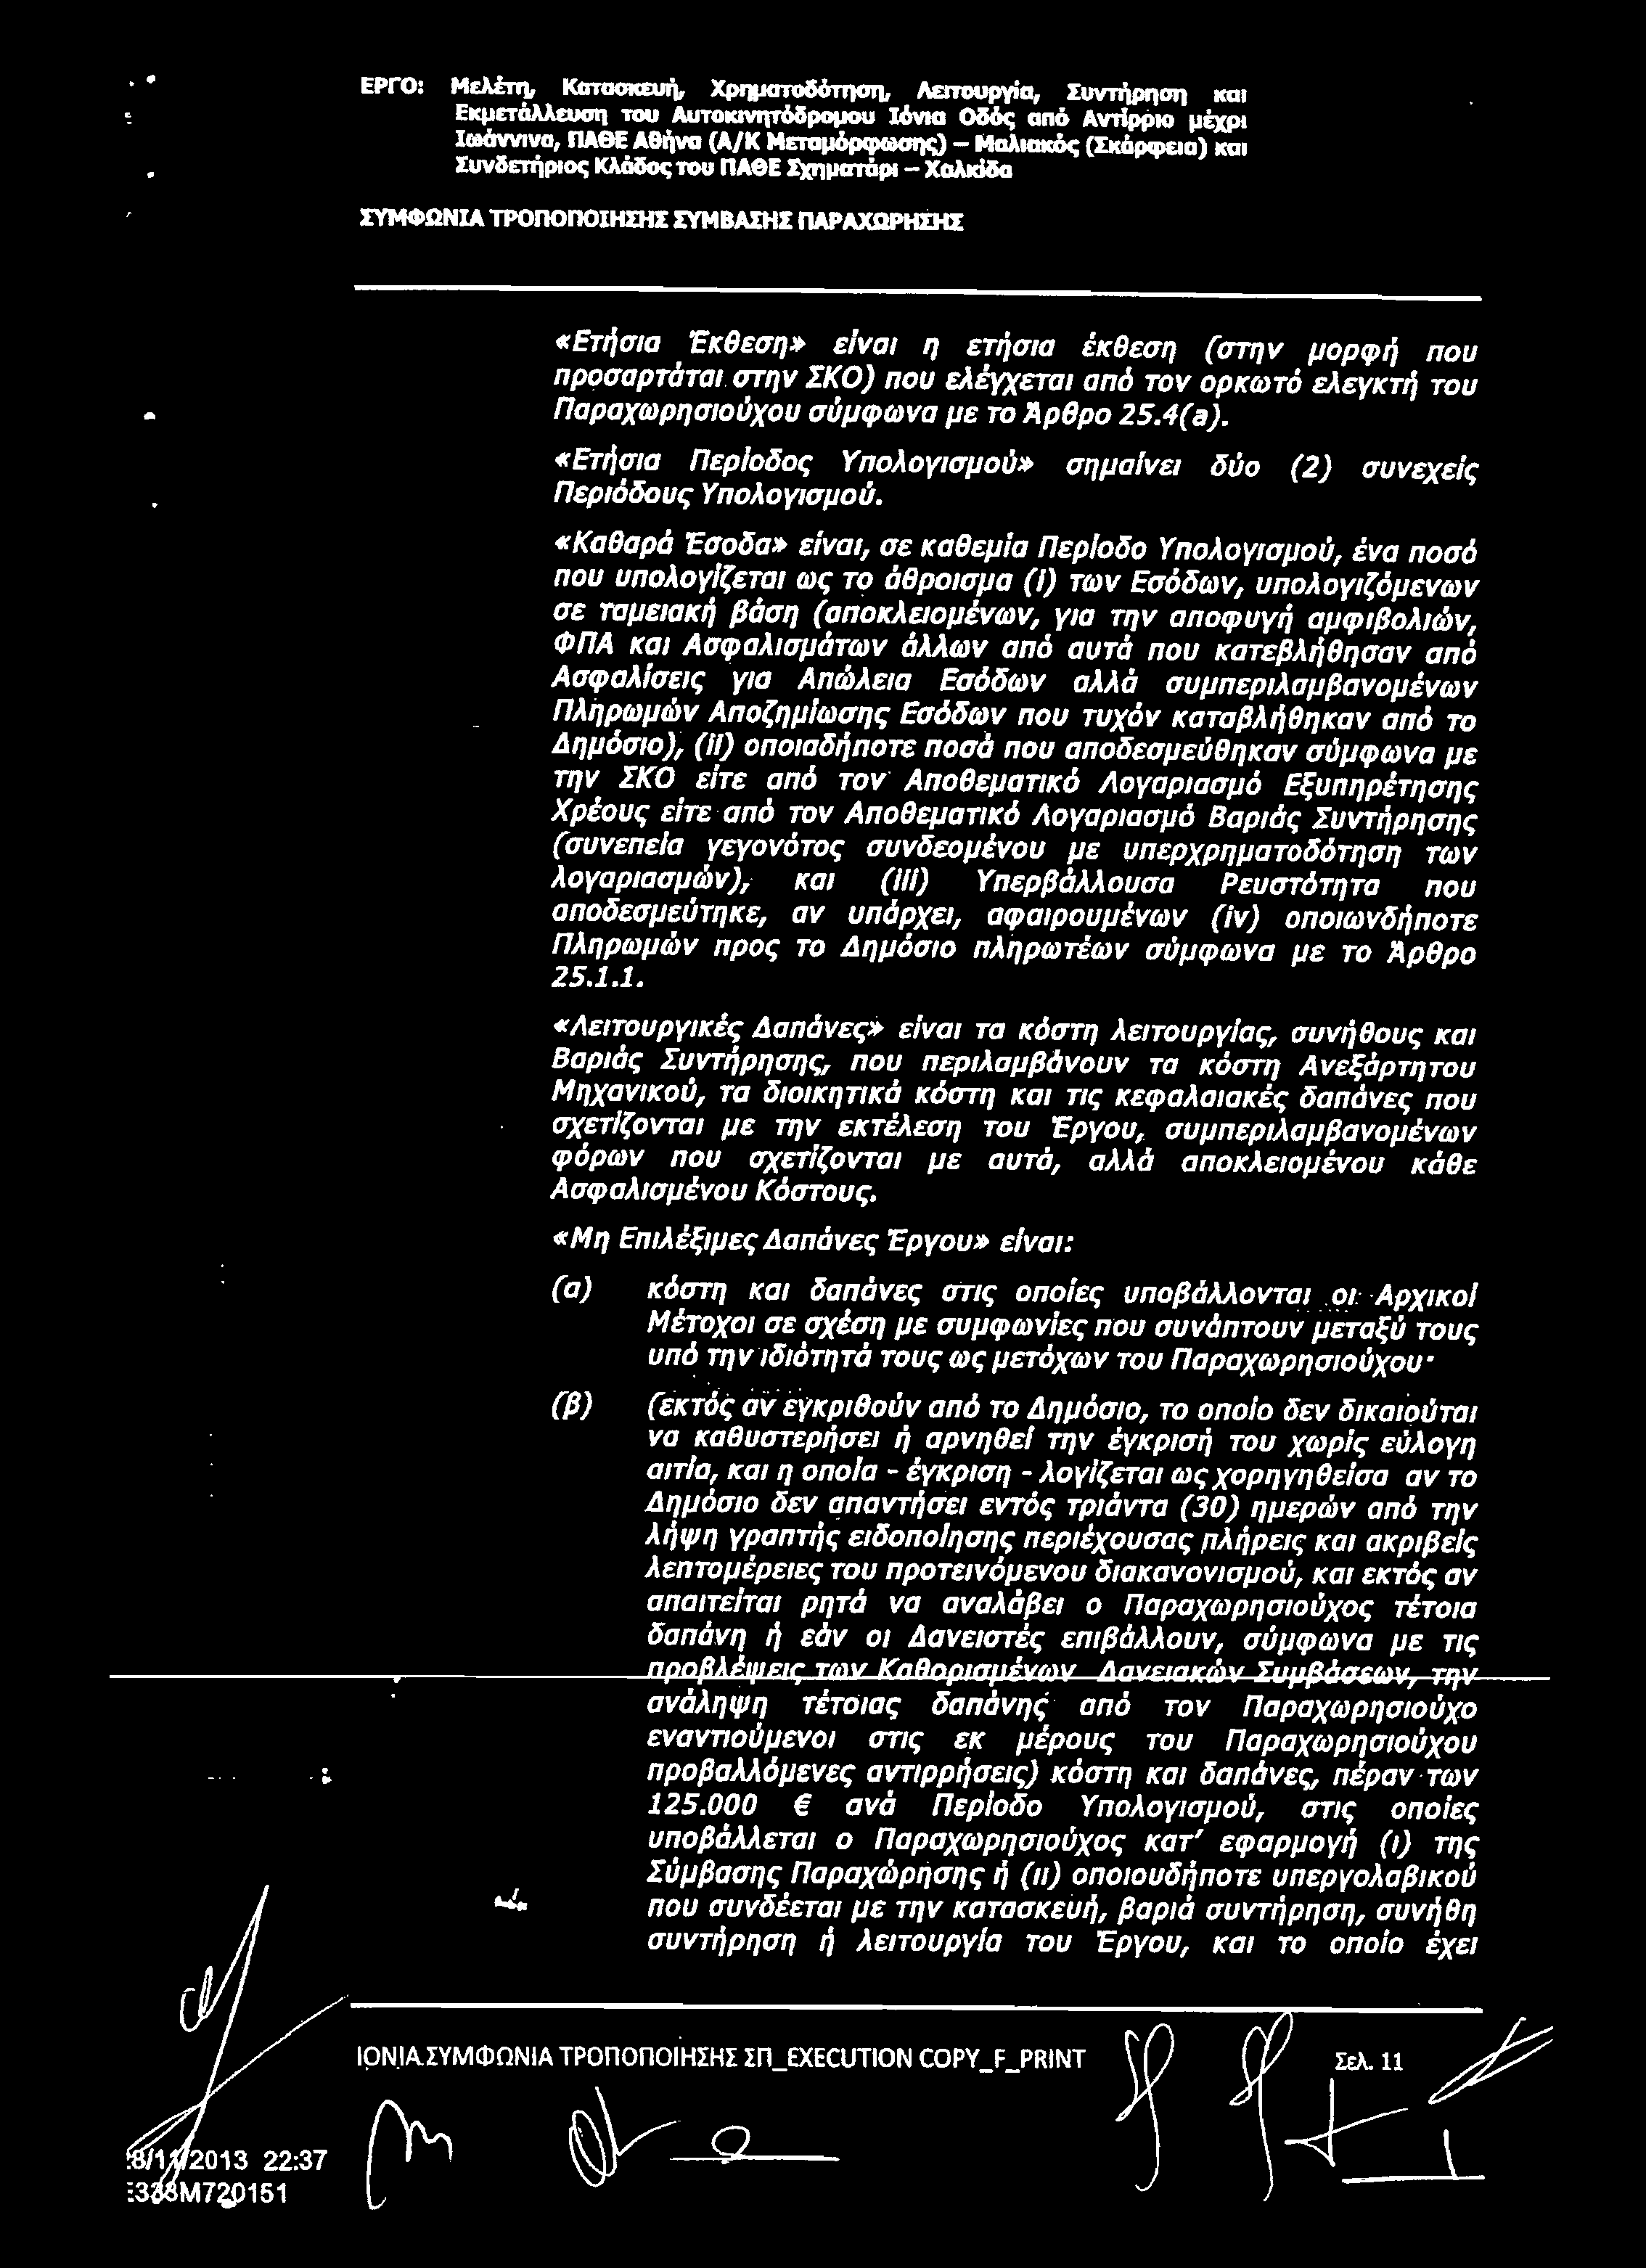 ΕΡΓΟ: Μελέτη, Κατασκευή, Χρηματοδότηση, Λειτουργία, Συντήρηση και
Εκμετάλλευση του Αυτοκινητόδρομου Ιόνια Οδός από Αντίρριο μέχρι
Ιωάννινα, ΠΑΘΕ Αθήνα (Α/Κ Μεταμόρφωσης) – Μαλιακός (Σκάρφεια) και
Συνδετήριος Κλάδος του ΠΑΘΕ Σχηματάρι – Χαλκίδα
ΣΥΜΦΩΝΙΑ ΤΡΟΠΟΠΟΙΗΣΗΣ ΣΥΜΒΑΣΗΣ ΠΑΡΑΧΩΡΗΣΗΣ
«Ετήσια Έκθεση» είναι η ετήσια έκθεση (στην μορφή που
προσαρτάται στην ΣΚΟ) που ελέγχεται από τον ορκωτό ελεγκτή του
Παραχωρησιούχου σύμφωνα με το Άρθρο 25.4(a).
«Ετήσια Περίοδος Υπολογισμού» σημαίνει δύο (2) συνεχείς
Περιόδους Υπολογισμού.
«Καθαρά Έσοδα» είναι, σε καθεμία Περίοδο Υπολογισμού, ένα ποσό
που υπολογίζεται ως το άθροισμα (i) των Εσόδων, υπολογιζόμενων
σε ταμειακή βάση (αποκλειομένων, για την αποφυγή αμφιβολιών,
ΦΠΑ και Ασφαλισμάτων άλλων από αυτά που κατεβλήθησαν από
Ασφαλίσεις για Απώλεια Εσόδων αλλά συμπεριλαμβανομένων
Πληρωμών Αποζημίωσης Εσόδων που τυχόν καταβλήθηκαν από το
Δημόσιο), (ii) οποιαδήποτε ποσά που αποδεσμεύθηκαν σύμφωνα με
την ΣΚΟ είτε από τον Αποθεματικό Λογαριασμό Εξυπηρέτησης
Χρέους είτε από τον Αποθεματικό Λογαριασμό Βαριάς Συντήρησης
(συνεπεία γεγονότος συνδεομένου με υπερχρηματοδότηση των
λογαριασμών), και (iii) Υπερβάλλουσα Ρευστότητα που
αποδεσμεύτηκε, αν υπάρχει, αφαιρουμένων (iv) οποιωνδήποτε
Πληρωμών προς το Δημόσιο πληρωτέων σύμφωνα με το Άρθρο
25.1.1.
«Λειτουργικές Δαπάνες» είναι τα κόστη λειτουργίας, συνήθους και
Βαριάς Συντήρησης, που περιλαμβάνουν τα κόστη Ανεξάρτητου
Μηχανικού, τα διοικητικά κόστη και τις κεφαλαιακές δαπάνες που
σχετίζονται με την εκτέλεση του Έργου, συμπεριλαμβανομένων
φόρων που σχετίζονται με αυτά, αλλά αποκλειομένου κάθε
Ασφαλισμένου Κόστους.
«Μη Επιλέξιμες Δαπάνες Έργου» είναι:
(α) κόστη και δαπάνες στις οποίες υποβάλλονται οι Αρχικοί
Μέτοχοι σε σχέση με συμφωνίες που συνάπτουν μεταξύ τους
υπό την ιδιότητά τους ως μετόχων του Παραχωρησιούχου·
(β) (εκτός αν εγκριθούν από το Δημόσιο, το οποίο δεν δικαιούται
να καθυστερήσει ή αρνηθεί την έγκρισή του χωρίς εύλογη
αιτία, και η οποία - έγκριση - λογίζεται ως χορηγηθείσα αν το
Δημόσιο δεν απαντήσει εντός τριάντα (30) ημερών από την
λήψη γραπτής ειδοποίησης περιέχουσας πλήρεις και ακριβείς
λεπτομέρειες του προτεινόμενου διακανονισμού, και εκτός αν
απαιτείται ρητά να αναλάβει ο Παραχωρησιούχος τέτοια
δαπάνη ή εάν οι Δανειστές επιβάλλουν, σύμφωνα με τις
προβλέψεις των Καθορισμένων Δανειακών Συμβάσεων, την
ανάληψη τέτοιας δαπάνης από τον Παραχωρησιούχο
εναντιούμενοι στις εκ μέρους του Παραχωρησιούχου
προβαλλόμενες αντιρρήσεις) κόστη και δαπάνες, πέραν των
125.000 € ανά Περίοδο Υπολογισμού, στις οποίες
υποβάλλεται ο Παραχωρησιούχος κατ' εφαρμογή (ι) της
Σύμβασης Παραχώρησης ή (ιι) οποιουδήποτε υπεργολαβικού
που συνδέεται με την κατασκευή, βαριά συντήρηση, συνήθη
συντήρηση ή λειτουργία του Έργου, και το οποίο έχει
ΙΟΝΙΑ ΣΥΜΦΩΝΙΑ ΤΡΟΠΟΠΟΙΗΣΗΣ ΣΠ_EXECUTION COPY_F_PRINT Σελ. 11
8/11/2013 22:37